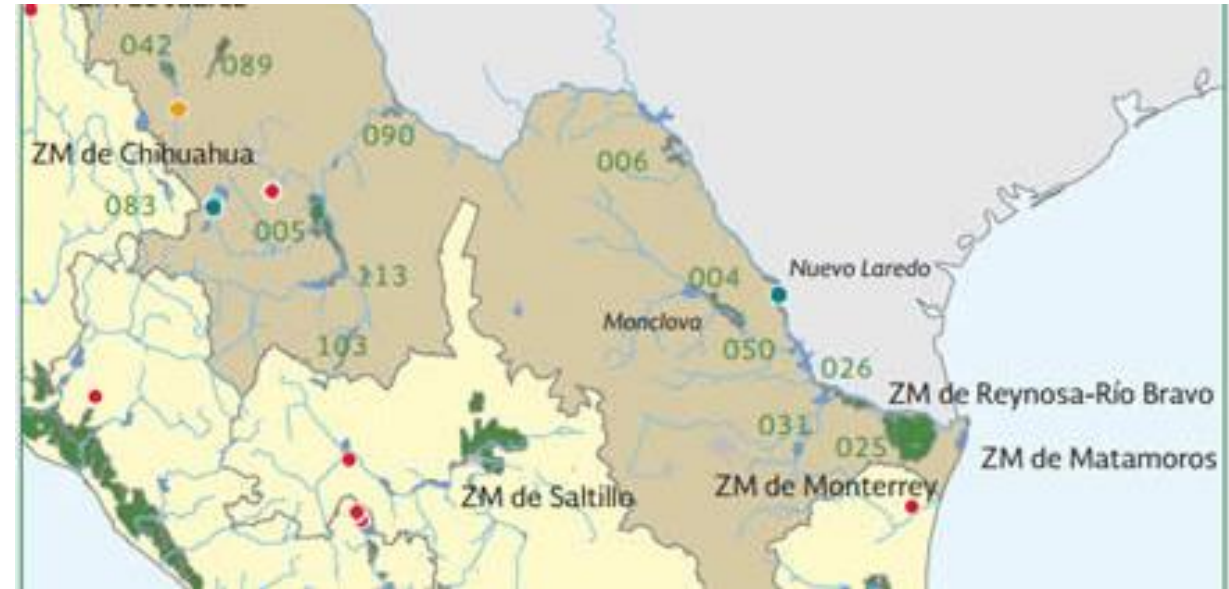 042
089
090
ZM de Chihuahua
006
083
005
113
004
Nuevo Laredo
Monclova
050
103
026
ZM de Reynosa-Río Bravo
031
025
ZM de Matamoros
ZM de Monterrey
ZM de Saltillo